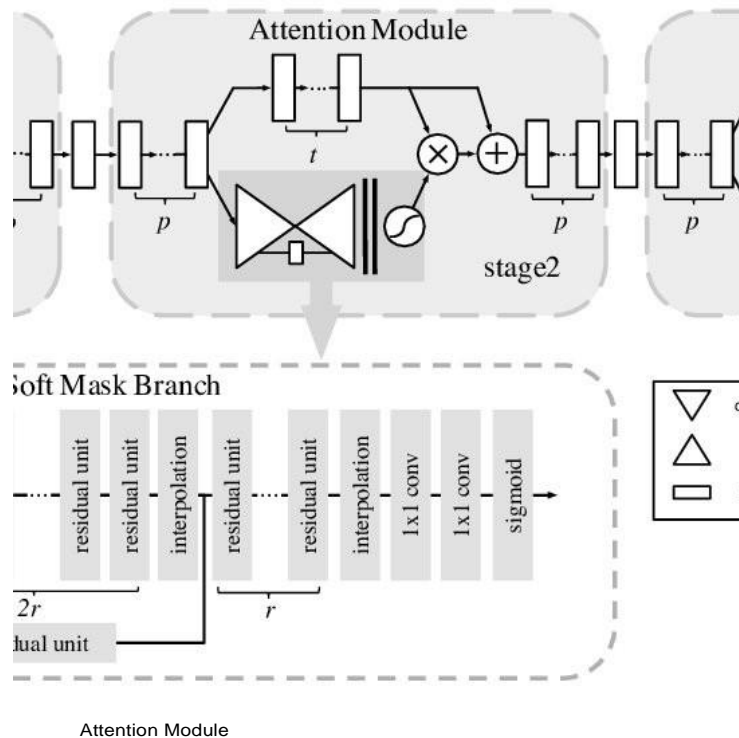 Attention Module
t
p
p
p
stage2
Soft Mask Branch
residual unit
residual unit
interpolation
residual unit
residual unit
interpolation
1x1 conv
1x1 conv
sigmoid
2r
r
unit
Attention Module